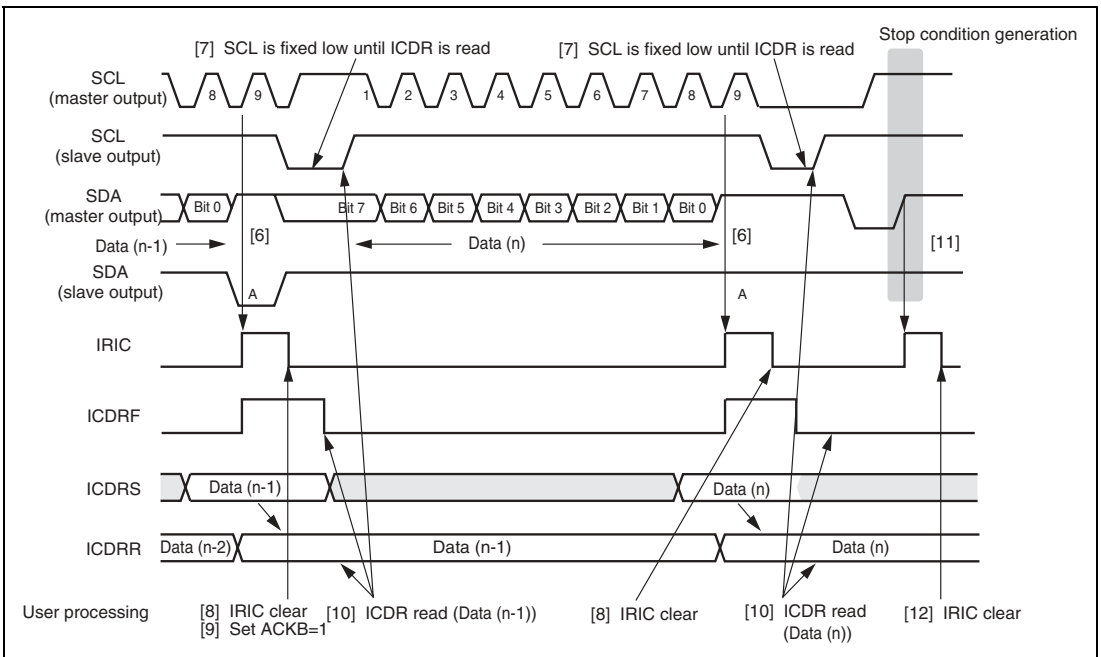 Stop condition generation
[7] SCL is fixed low until ICDR is read
[7] SCL is fixed low until ICDR is read
SCL
(master output)
8
9
1
2
3
4
5
6
7
8
9
SCL
(slave output)
SDA
(master output)
Bit 0
Bit 7
Bit 6
Bit 5
Bit 4
Bit 3
Bit 2
Bit 1
Bit 0
Data (n-1)
[6]
Data (n)
[6]
[11]
SDA
(slave output)
A
A
IRIC
ICDRF
ICDRS
Data (n-1)
Data (n)
ICDRR
Data (n-2)
Data (n-1)
Data (n)
User processing
[8] IRIC clear
[9] Set ACKB=1
[10] ICDR read (Data (n-1))
[8] IRIC clear
[10] ICDR read
(Data (n))
[12] IRIC clear